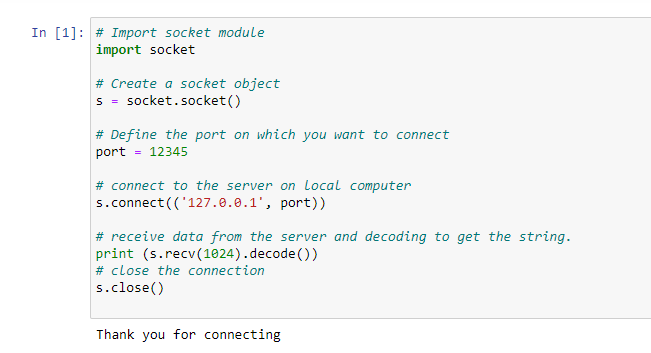 In [1]: # Import socket module
import socket
# Create a socket object
s = socket.socket()
# Define the port on which you want to connect
port = 12345
# connect to the server on local computer
s.connect(('127.0.0.1', port))
# receive data from the server and decoding to get the string.
print (s.recv(1024).decode())
# close the connection
s.close()
Thank you for connecting